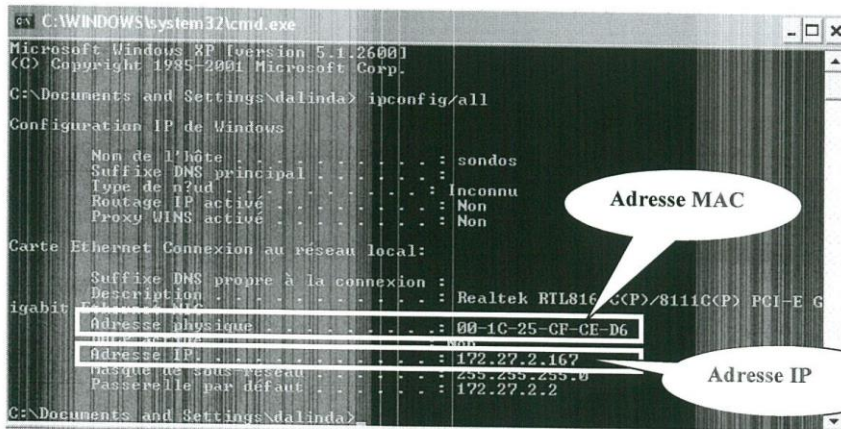 C:\WINDOWS\system32\cmd.exe
Microsoft Windows XP [version 5.1.2600]
(C) Copyright 1985-2001 Microsoft Corp.
C:\Documents and Settings\dalinda> ipconfig/all
Configuration IP de Windows
Nom de l'hôte . . . . . . . . . . : sondos
Suffixe DNS principal . . . . . . :
Type de n?ud . . . . . . . . . . : Inconnu
Routage IP activé . . . . . . . . : Non
Proxy WINS activé . . . . . . . . : Non
Adresse MAC
Carte Ethernet Connexion au réseau local:
Suffixe DNS propre à la connexion :
Description . . . . . . . . . . . : Realtek RTL816 C(P)/8111C(P) PCI-E G
igabit Ethernet
Adresse physique . . . . . . . . .: 00-1C-25-CF-CE-D6
activé . . . . . . . . . . . : Non
Adresse IP. . . . . . . . . . . . : 172.27.2.167
Masque de sous-réseau . . . . . . : 255.255.255.0
Passerelle par défaut . . . . . . : 172.27.2.2
Adresse IP
C:\Documents and Settings\dalinda>_